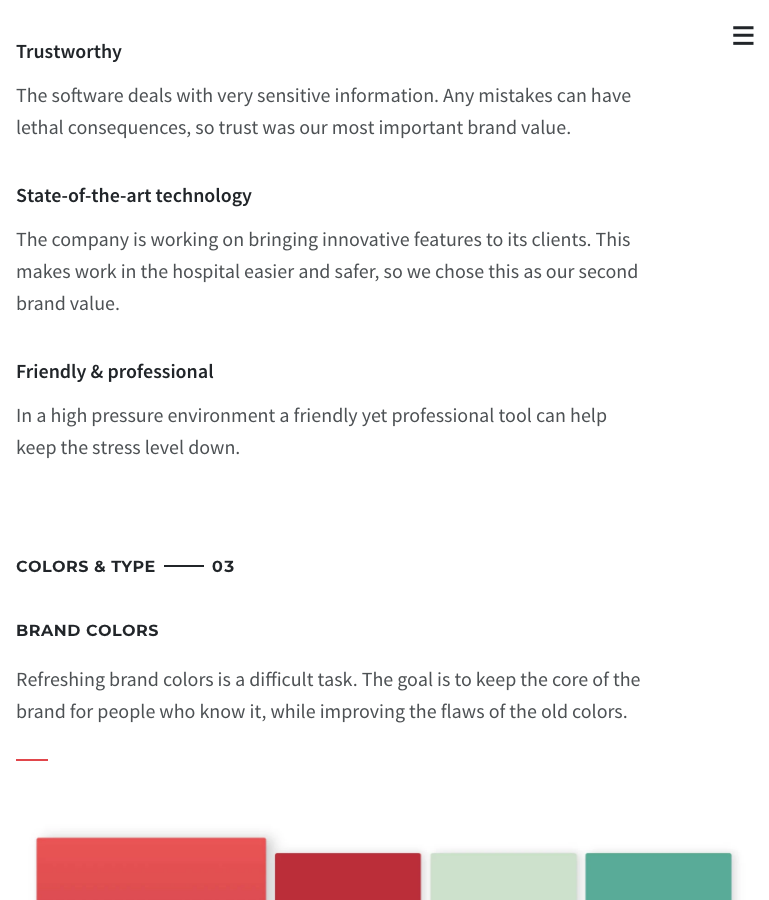 Trustworthy
The software deals with very sensitive information. Any mistakes can have
lethal consequences, so trust was our most important brand value.
State-of-the-art technology
The company is working on bringing innovative features to its clients. This
makes work in the hospital easier and safer, so we chose this as our second
brand value.
Friendly & professional
In a high pressure environment a friendly yet professional tool can help
keep the stress level down.
COLORS & TYPE 03
BRAND COLORS
Refreshing brand colors is a difficult task. The goal is to keep the core of the
brand for people who know it, while improving the flaws of the old colors.